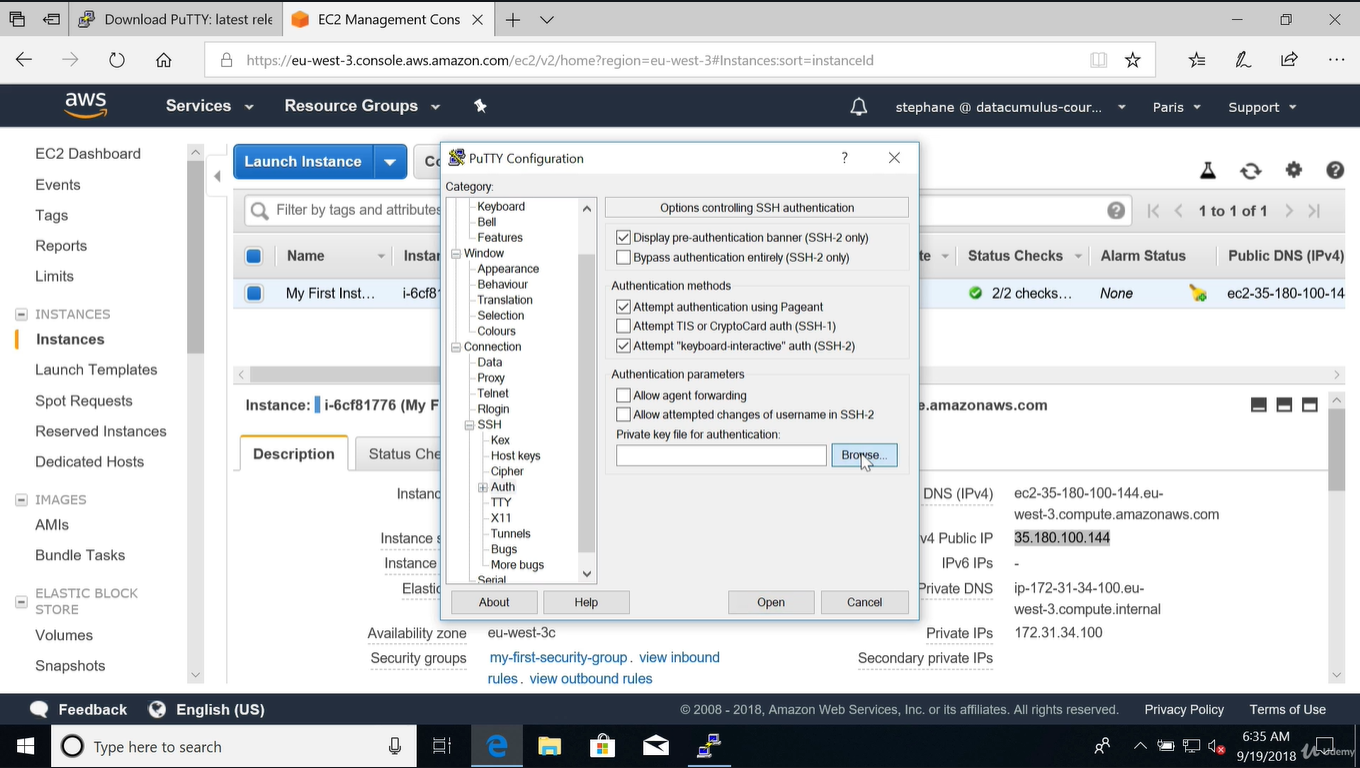 Download PuTTY: latest rele
EC2 Management Cons
https://eu-west-3.console.aws.amazon.com/ec2/v2/home?region=eu-west-3#Instances:sort=instanceId
aws
Services
Resource Groups
stephane @ datacumulus-cour...
Paris
Support
EC2 Dashboard
Events
Tags
Reports
Limits
INSTANCES
Instances
Launch Templates
Spot Requests
Reserved Instances
Dedicated Hosts
IMAGES
AMIs
Bundle Tasks
ELASTIC BLOCK
STORE
Volumes
Snapshots
Launch Instance
Co
Filter by tags and attributes
1 to 1 of 1
Name
Instar
te
Status Checks
Alarm Status
Public DNS (IPv4)
My First Inst...
i-6cf81
2/2 checks...
None
ec2-35-180-100-14
Instance: i-6cf81776 (My F
e.amazonaws.com
Description
Status Che
Instanc
DNS (IPv4)
ec2-35-180-100-144.eu-
west-3.compute.amazonaws.com
Instance s
v4 Public IP
35.180.100.144
Instance
IPv6 IPs
-
Elastic
Private DNS
ip-172-31-34-100.eu-
west-3.compute.internal
Availability zone
eu-west-3c
Private IPs
172.31.34.100
Security groups
my-first-security-group. view inbound
rules. view outbound rules
Secondary private IPs
PuTTY Configuration
?
Category:
Keyboard
Bell
Features
Window
Appearance
Behaviour
Translation
Selection
Colours
Connection
Data
Proxy
Telnet
Rlogin
SSH
Kex
Host keys
Cipher
Auth
TTY
X11
Tunnels
Bugs
More bugs
Serial
Options controlling SSH authentication
Display pre-authentication banner (SSH-2 only)
Bypass authentication entirely (SSH-2 only)
Authentication methods
Attempt authentication using Pageant
Attempt TIS or CryptoCard auth (SSH-1)
Attempt "keyboard-interactive" auth (SSH-2)
Authentication parameters
Allow agent forwarding
Allow attempted changes of username in SSH-2
Private key file for authentication:
Browse...
About
Help
Open
Cancel
Feedback
English (US)
© 2008 - 2018, Amazon Web Services, Inc. or its affiliates. All rights reserved.
Privacy Policy
Terms of Use
Type here to search
6:35 AM
9/19/2018
Udemy